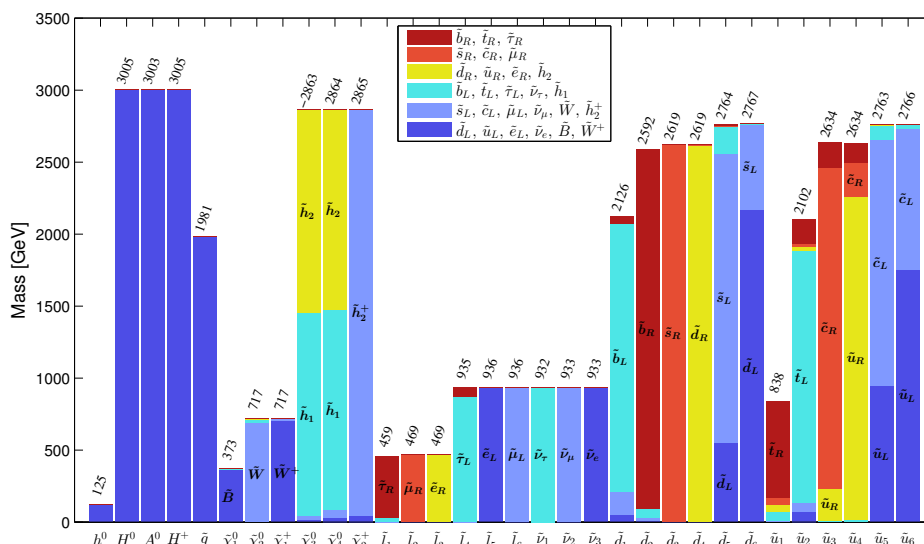 3500
3000
2500
2000
1500
1000
500
0
Mass [GeV]
b̃_R, t̃_R, τ̃_R
s̃_R, c̃_R, μ̃_R
d̃_R, ũ_R, ẽ_R, h̃_2
b̃_L, t̃_L, τ̃_L, ν̃_τ, h̃_1
s̃_L, c̃_L, μ̃_L, ν̃_μ, W̃, h̃_2^+
d̃_L, ũ_L, ẽ_L, ν̃_e, B̃, W̃^+
125 3005 3003 3005 1981 373 717 717 −2863 2864 2865 459 469 469 935 936 936 932 933 933 2126 2592 2619 2619 2764 2767 838 2102 2634 2634 2763 2766
B̃ W̃ W̃^+
h̃_2 h̃_2 h̃_2^+
h̃_1 h̃_1
τ̃_R μ̃_R ẽ_R
τ̃_L ẽ_L μ̃_L ν̃_τ ν̃_μ ν̃_e
b̃_L b̃_R s̃_R d̃_R
s̃_L s̃_L
d̃_L d̃_L
t̃_R t̃_L
c̃_R c̃_R
ũ_R ũ_R
c̃_L c̃_L
ũ_L ũ_L
h^0 H^0 A^0 H^+